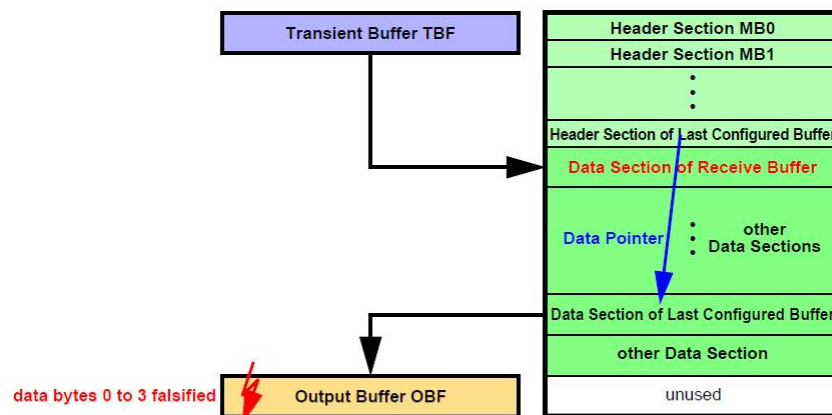 Transient Buffer TBF
Header Section MB0
Header Section MB1
Header Section of Last Configured Buffer
Data Section of Receive Buffer
Data Pointer
other
Data Sections
Data Section of Last Configured Buffer
other Data Section
data bytes 0 to 3 falsified
Output Buffer OBF
unused